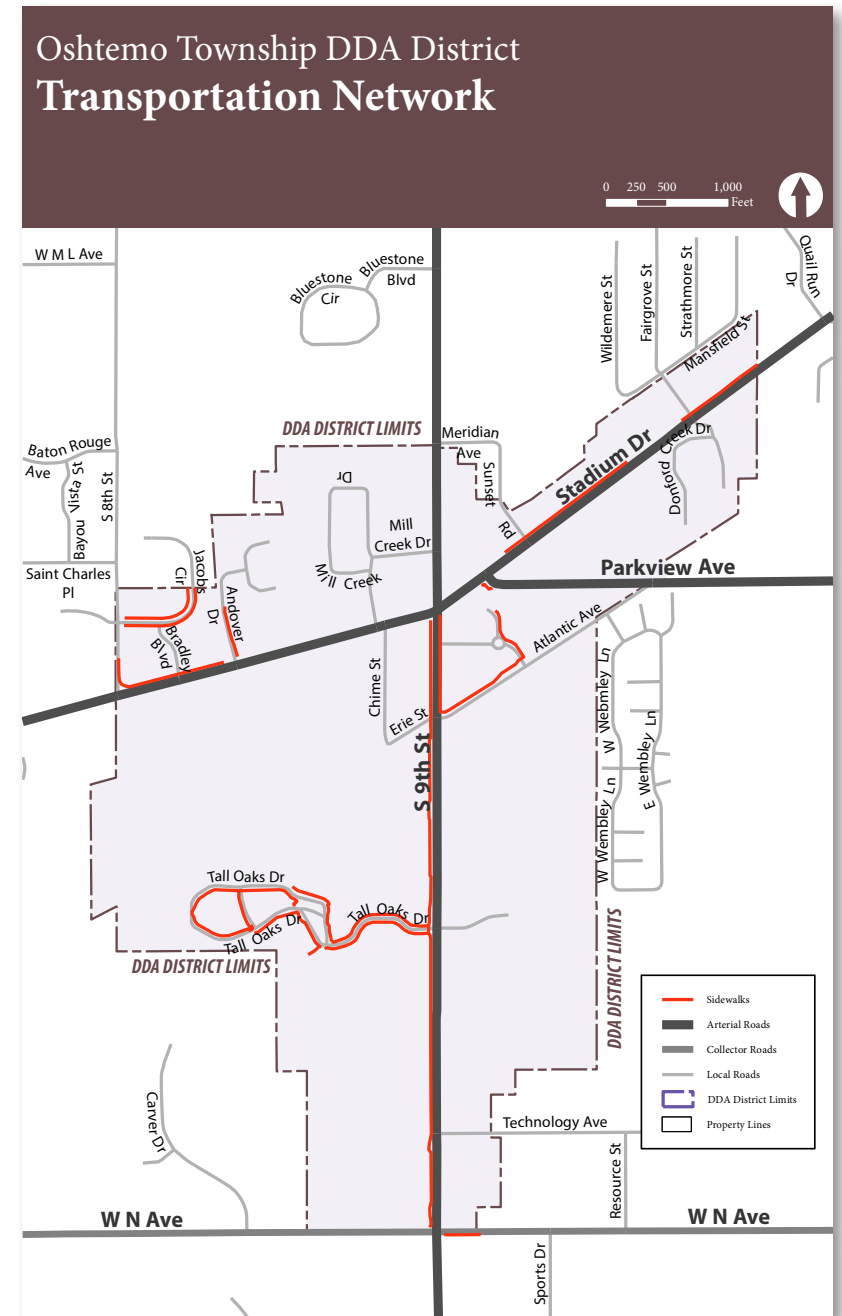 Oshtemo Township DDA District
Transportation Network
0 250 500 1,000
Feet
W M L Ave
Bluestone
Blvd
Bluestone
Cir
Wildemere St
Fairgrove St
Strathmore St
Quail Run
Dr
Mansfield St
DDA DISTRICT LIMITS
Meridian
Ave
Sunset
Rd
Stadium Dr
Donford Creek Dr
Baton Rouge
Ave
Bayou Vista St
S 8th St
Dr
Mill
Creek Dr
Mill Creek
Saint Charles
Pl
Jacobs
Cir
Andover
Dr
Bradley
Blvd
Parkview Ave
Atlantic Ave
Chime St
Erie St
S 9th St
W Webmley Ln
E Wembley Ln
W Wembley Ln
Tall Oaks Dr
Tall Oaks Dr
Tall Oaks Dr
DDA DISTRICT LIMITS
DDA DISTRICT LIMITS
Sidewalks
Arterial Roads
Collector Roads
Local Roads
DDA District Limits
Property Lines
Carver Dr
Technology Ave
Resource St
W N Ave
W N Ave
Sports Dr